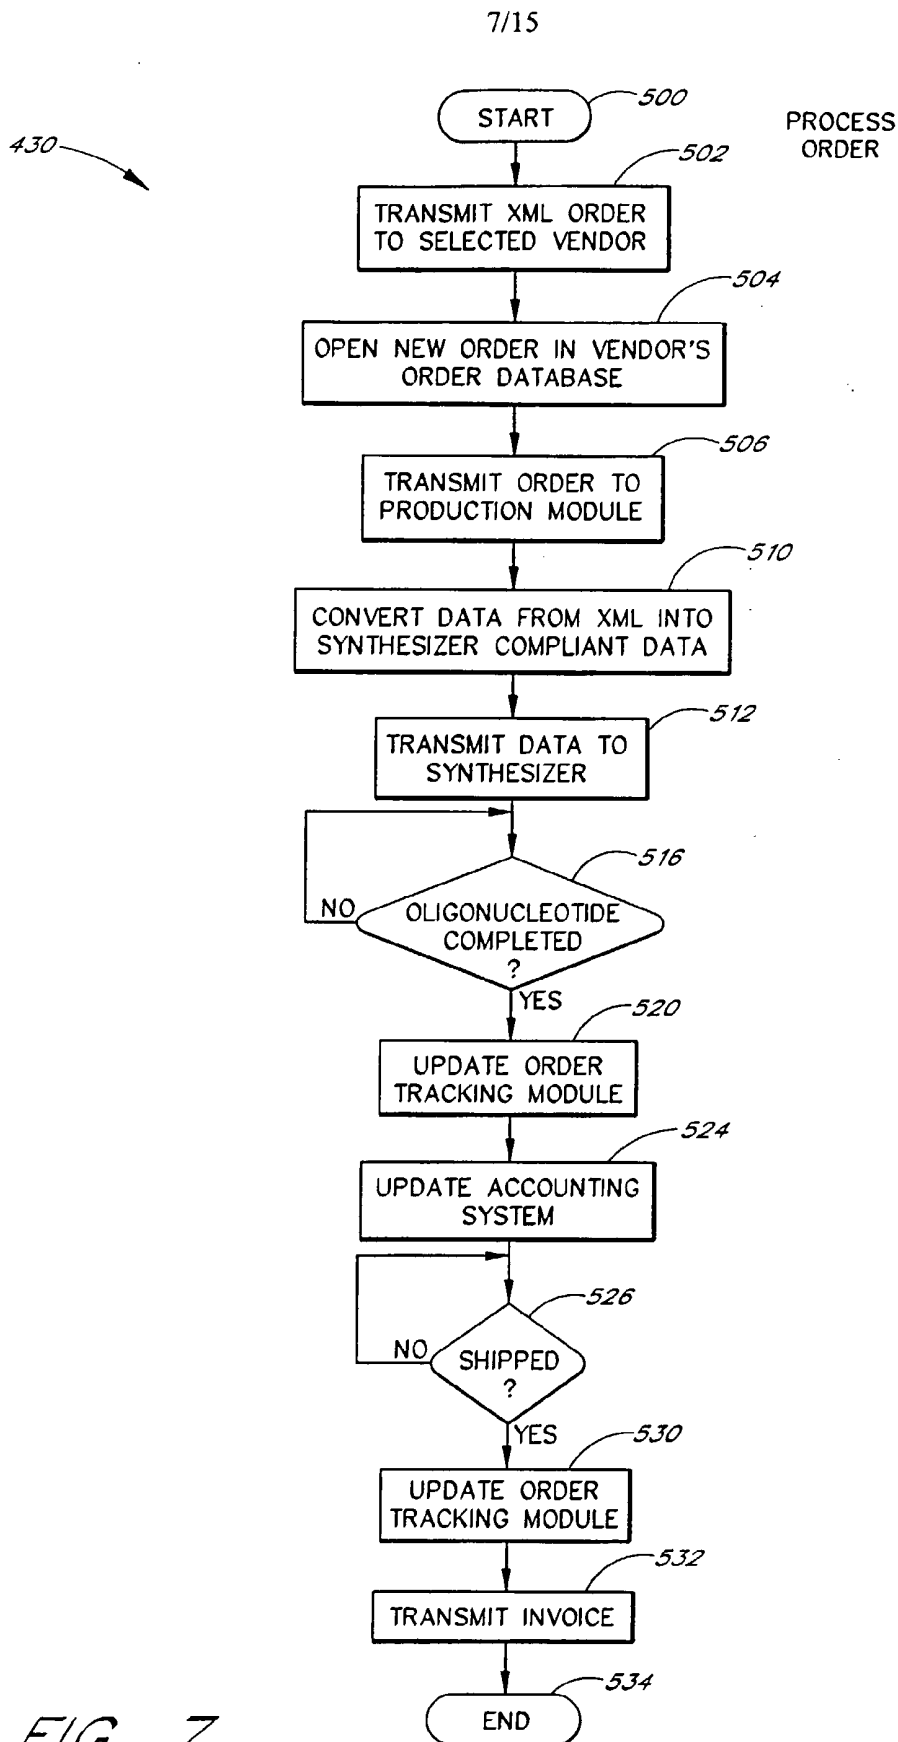 7/15
START
500
PROCESS
ORDER
430
502
TRANSMIT XML ORDER
TO SELECTED VENDOR
504
OPEN NEW ORDER IN VENDOR'S
ORDER DATABASE
506
TRANSMIT ORDER TO
PRODUCTION MODULE
510
CONVERT DATA FROM XML INTO
SYNTHESIZER COMPLIANT DATA
512
TRANSMIT DATA TO
SYNTHESIZER
516
NO
OLIGONUCLEOTIDE
COMPLETED
?
YES
520
UPDATE ORDER
TRACKING MODULE
524
UPDATE ACCOUNTING
SYSTEM
526
NO
SHIPPED
?
YES
530
UPDATE ORDER
TRACKING MODULE
532
TRANSMIT INVOICE
534
END
FIG. 7